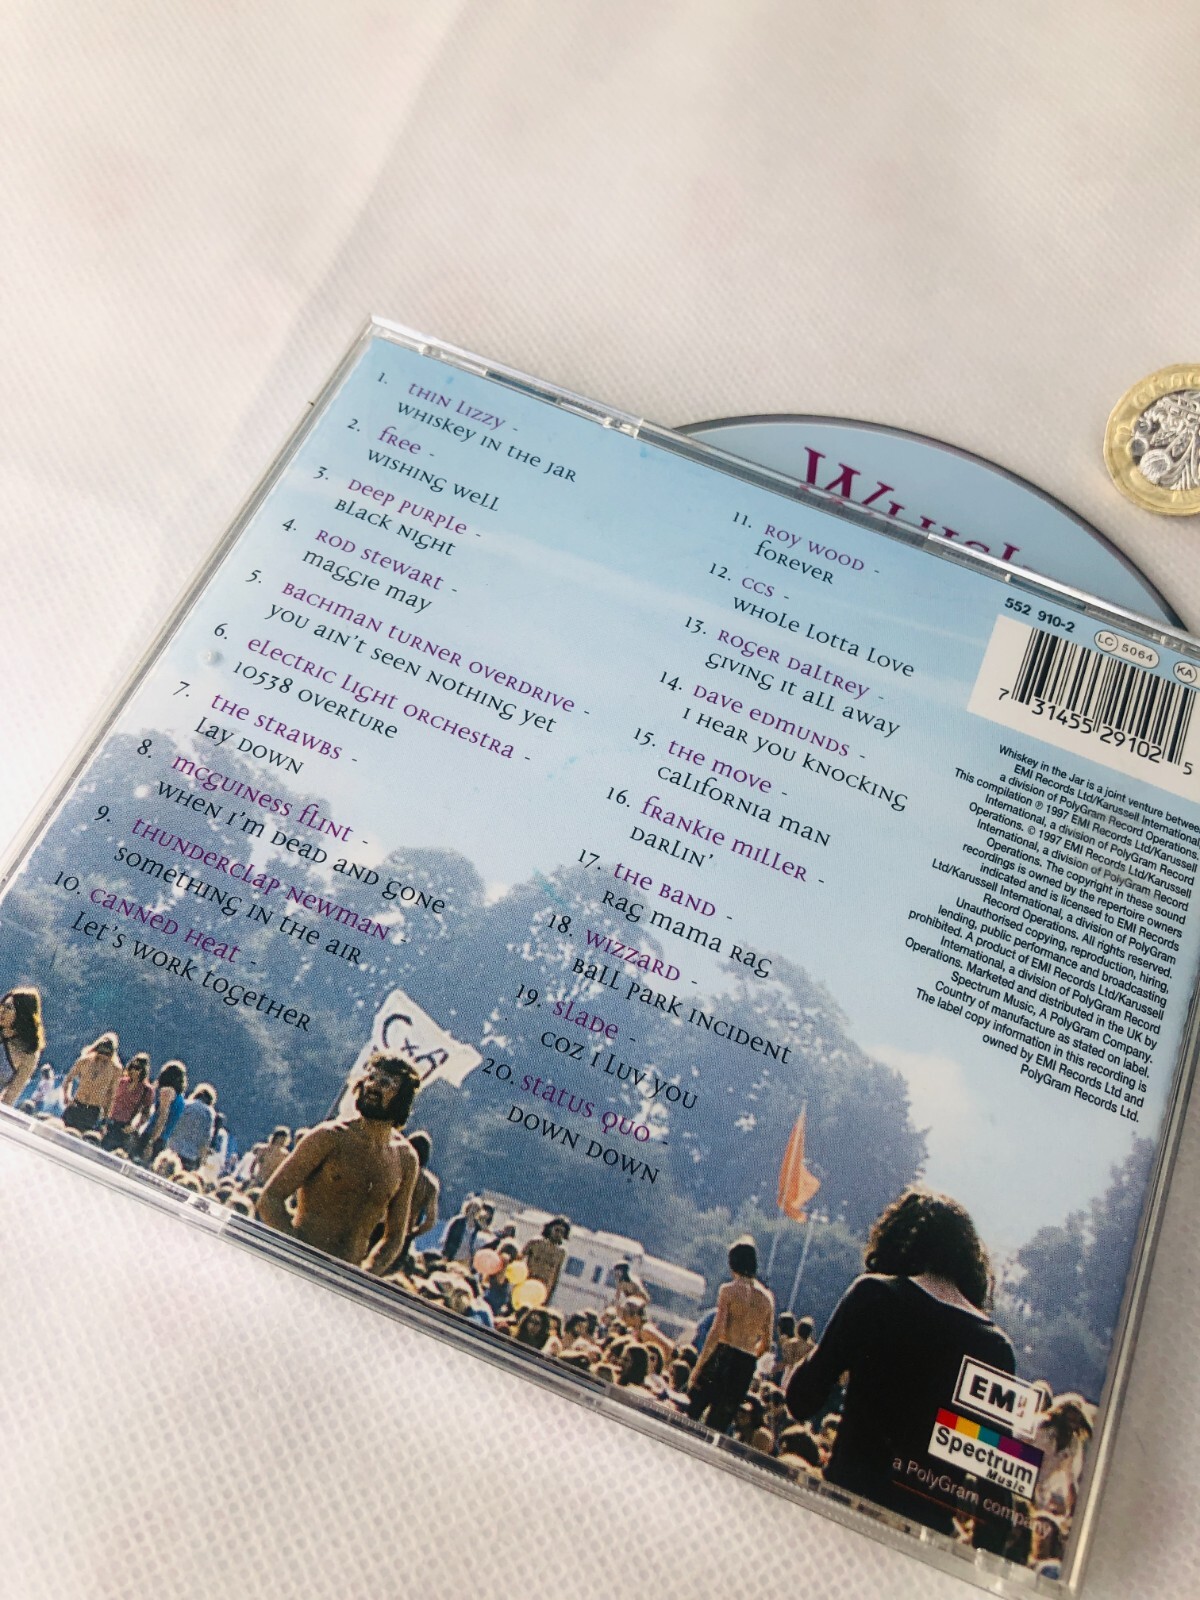 1. THIN LIZZY -
WHISKEY IN THE JAR
2. FREE -
WISHING WELL
3. DEEP PURPLE -
BLACK NIGHT
4. ROD STEWART -
MAGGIE MAY
5. BACHMAN TURNER OVERDRIVE -
YOU AIN'T SEEN NOTHING YET
6. ELECTRIC LIGHT ORCHESTRA -
10538 OVERTURE
7. THE STRAWBS -
LAY DOWN
8. MCGUINESS FLINT -
WHEN I'M DEAD AND GONE
9. THUNDERCLAP NEWMAN -
SOMETHING IN THE AIR
10. CANNED HEAT -
LET'S WORK TOGETHER
11. ROY WOOD -
FOREVER
12. CCS -
WHOLE LOTTA LOVE
13. ROGER DALTREY -
GIVING IT ALL AWAY
14. DAVE EDMUNDS -
I HEAR YOU KNOCKING
15. THE MOVE -
CALIFORNIA MAN
16. FRANKIE MILLER -
DARLIN'
17. THE BAND -
RAG MAMA RAG
18. WIZZARD -
BALL PARK INCIDENT
19. SLADE -
COZ I LUV YOU
20. STATUS QUO -
DOWN DOWN
552 910-2
LC 5064
KA
7 31455 29102 5
Whiskey in the Jar is a joint venture between
EMI Records Ltd/Karussell International,
a division of PolyGram Record Operations.
This compilation ℗ 1997 EMI Records Ltd/Karussell
International, a division of PolyGram Record
Operations. © 1997 EMI Records Ltd/Karussell
International, a division of PolyGram Record
Operations. The copyright in these sound
recordings is owned by the repertoire owners
indicated and is licensed to EMI Records
Ltd/Karussell International, a division of PolyGram
Record Operations. All rights reserved.
Unauthorised copying, reproduction, hiring,
lending, public performance and broadcasting
prohibited. A product of EMI Records Ltd/Karussell
International, a division of PolyGram Record
Operations. Marketed and distributed in the UK by
Spectrum Music, A PolyGram Company.
Country of manufacture as stated on label.
The label copy information in this recording is
owned by EMI Records Ltd and
PolyGram Records Ltd.
C×A
EMI
Spectrum
Music
a PolyGram company